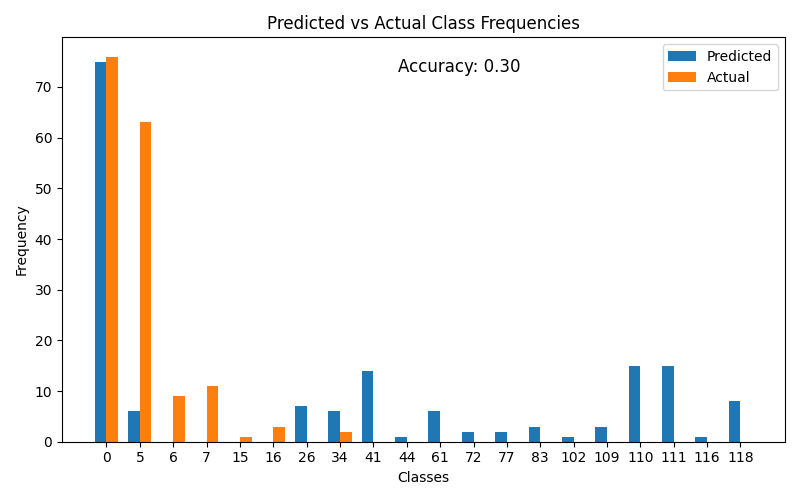 Predicted vs Actual Class Frequencies
Accuracy: 0.30
Predicted
Actual
Frequency
70
60
50
40
30
20
10
0
0 5 6 7 15 16 26 34 41 44 61 72 77 83 102 109 110 111 116 118
Classes